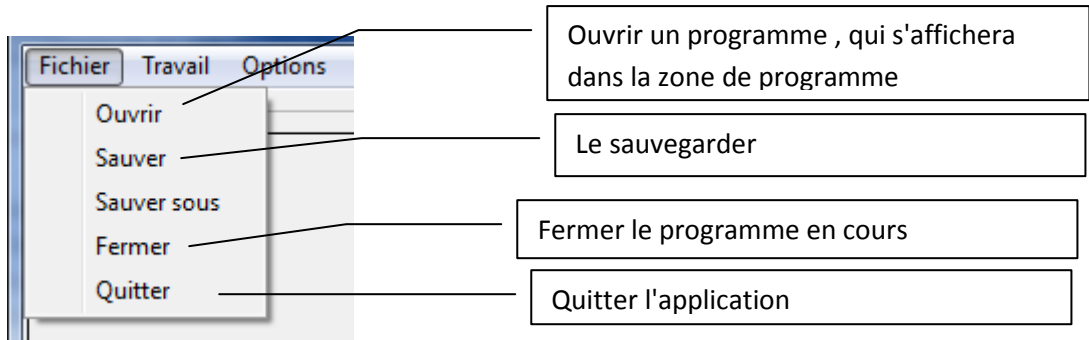 Fichier Travail Options
Ouvrir
Sauver
Sauver sous
Fermer
Quitter
Ouvrir un programme , qui s'affichera
dans la zone de programme
Le sauvegarder
Fermer le programme en cours
Quitter l'application